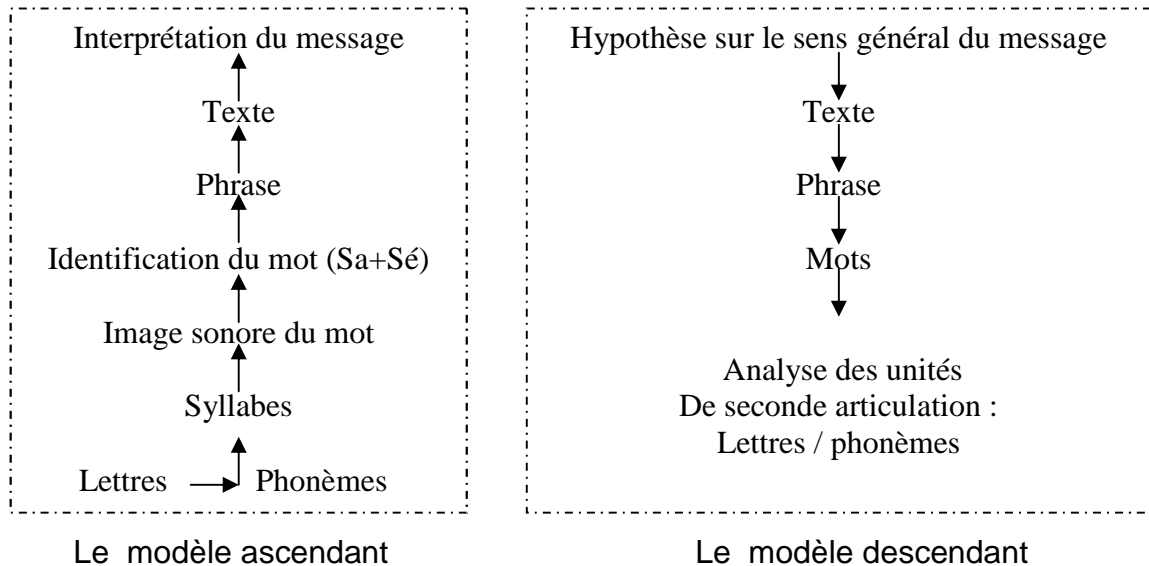 Interprétation du message
Texte
Phrase
Identification du mot (Sa+Sé)
Image sonore du mot
Syllabes
Lettres Phonèmes
Le modèle ascendant
Hypothèse sur le sens général du message
Texte
Phrase
Mots
Analyse des unités
De seconde articulation :
Lettres / phonèmes
Le modèle descendant